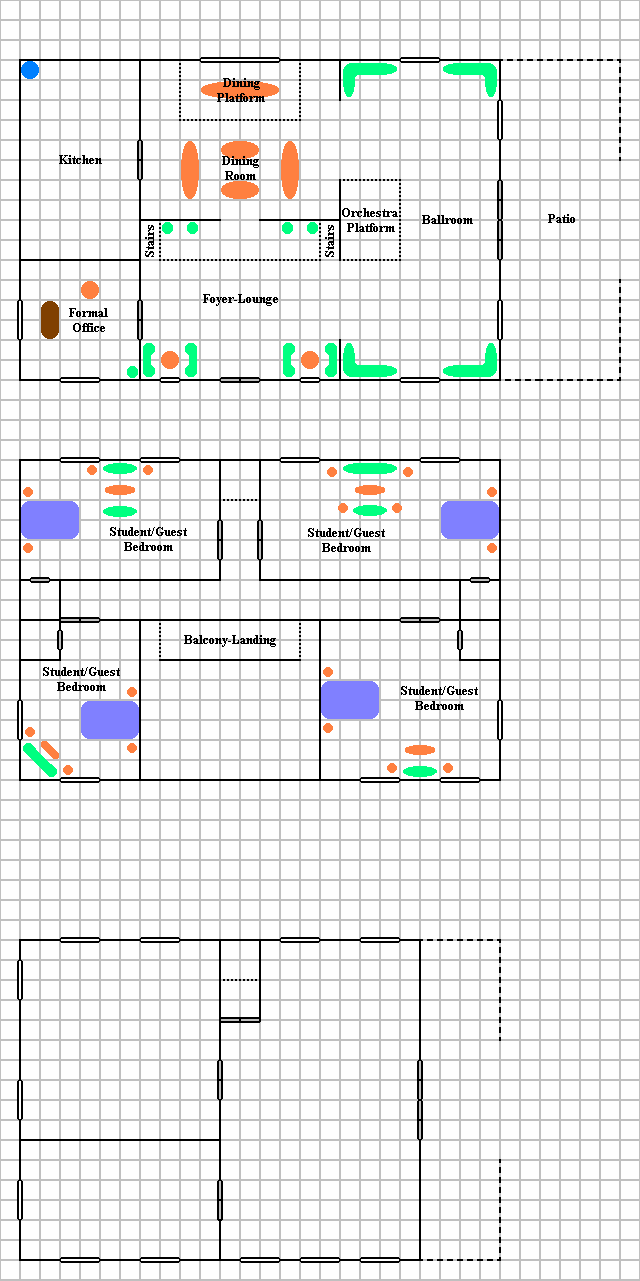 Dining
Platform
Kitchen
Dining
Room
Orchestra
Platform
Ballroom
Patio
Stairs
Stairs
Foyer-Lounge
Formal
Office
Student/Guest
Bedroom
Student/Guest
Bedroom
Balcony-Landing
Student/Guest
Bedroom
Student/Guest
Bedroom